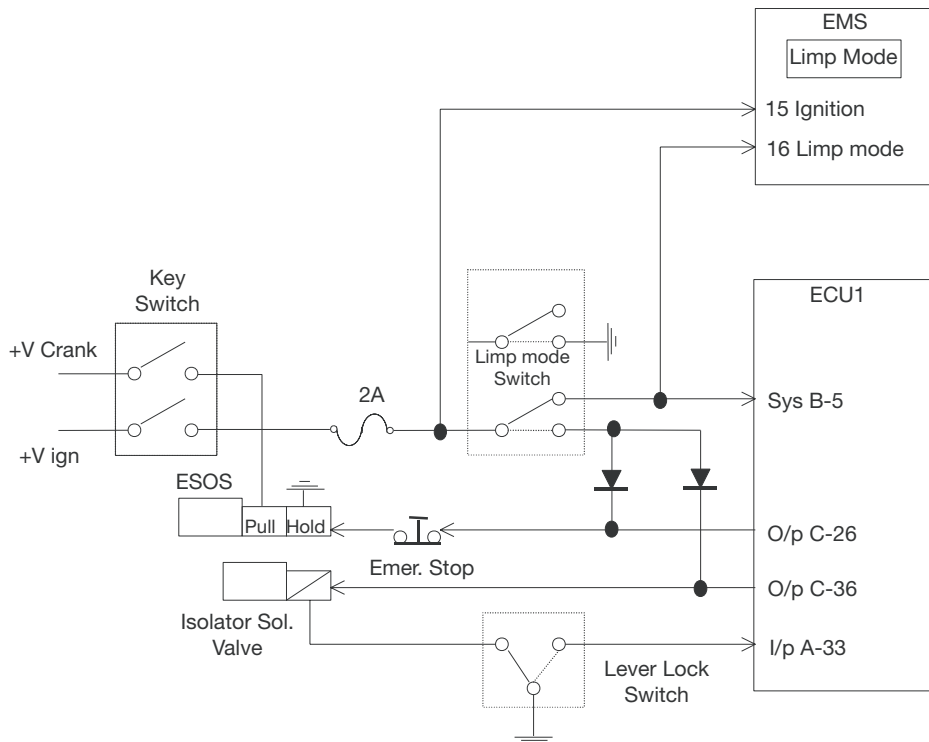 EMS
Limp Mode
15 Ignition
16 Limp mode
Key
Switch
+V Crank
+V ign
2A
Limp mode
Switch
ECU1
Sys B-5
ESOS
Pull
Hold
Emer. Stop
O/p C-26
O/p C-36
Isolator Sol.
Valve
I/p A-33
Lever Lock
Switch